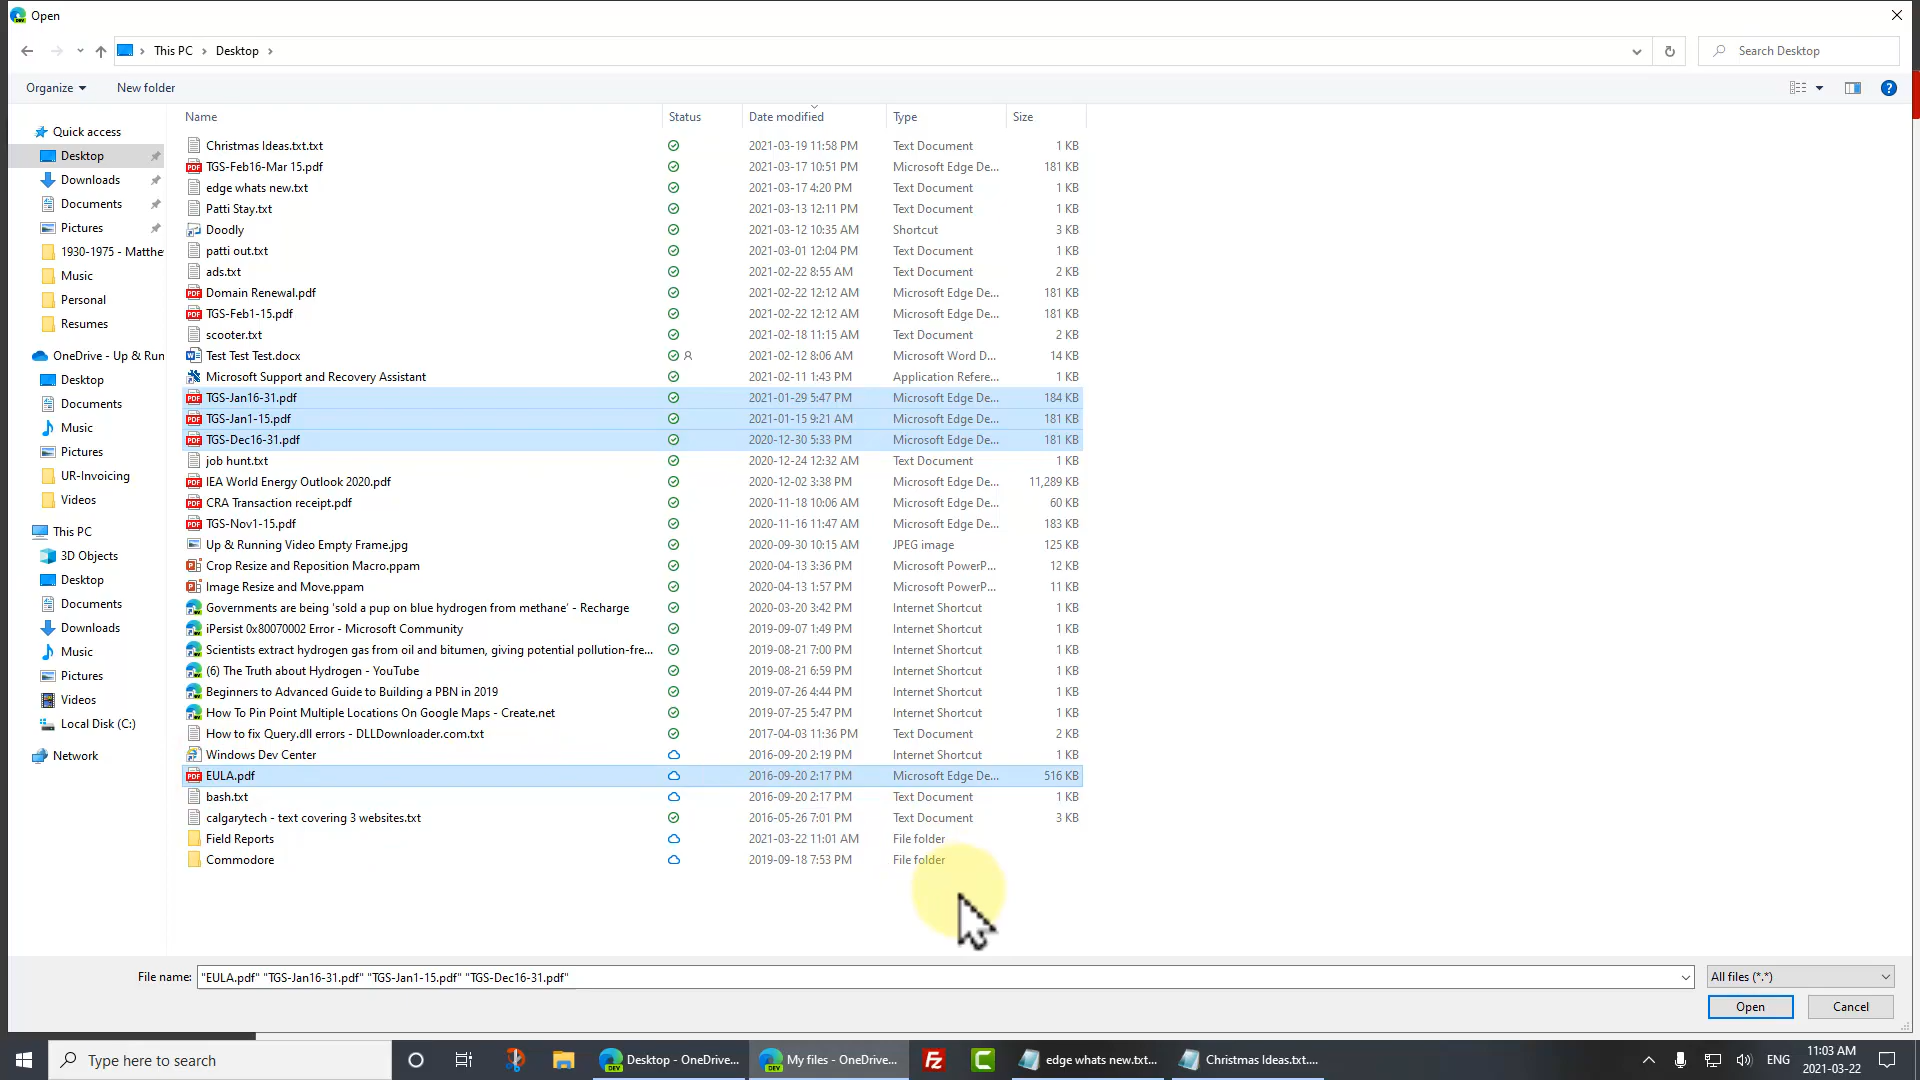 Open
This PC > Desktop >
Search Desktop
Organize
New folder
Name Status Date modified Type Size
Quick access
Desktop
Downloads
Documents
Pictures
1930-1975 - Matthe
Music
Personal
Resumes
OneDrive - Up & Run
Desktop
Documents
Music
Pictures
UR-Invoicing
Videos
This PC
3D Objects
Desktop
Documents
Downloads
Music
Pictures
Videos
Local Disk (C:)
Network
Christmas Ideas.txt.txt 2021-03-19 11:58 PM Text Document 1 KB
TGS-Feb16-Mar 15.pdf 2021-03-17 10:51 PM Microsoft Edge De... 181 KB
edge whats new.txt 2021-03-17 4:20 PM Text Document 1 KB
Patti Stay.txt 2021-03-13 12:11 PM Text Document 1 KB
Doodly 2021-03-12 10:35 AM Shortcut 3 KB
patti out.txt 2021-03-01 12:04 PM Text Document 1 KB
ads.txt 2021-02-22 8:55 AM Text Document 2 KB
Domain Renewal.pdf 2021-02-22 12:12 AM Microsoft Edge De... 181 KB
TGS-Feb1-15.pdf 2021-02-22 12:12 AM Microsoft Edge De... 181 KB
scooter.txt 2021-02-18 11:15 AM Text Document 2 KB
Test Test Test.docx 2021-02-12 8:06 AM Microsoft Word D... 14 KB
Microsoft Support and Recovery Assistant 2021-02-11 1:43 PM Application Refere... 1 KB
TGS-Jan16-31.pdf 2021-01-29 5:47 PM Microsoft Edge De... 184 KB
TGS-Jan1-15.pdf 2021-01-15 9:21 AM Microsoft Edge De... 181 KB
TGS-Dec16-31.pdf 2020-12-30 5:33 PM Microsoft Edge De... 181 KB
job hunt.txt 2020-12-24 12:32 AM Text Document 1 KB
IEA World Energy Outlook 2020.pdf 2020-12-02 3:38 PM Microsoft Edge De... 11,289 KB
CRA Transaction receipt.pdf 2020-11-18 10:06 AM Microsoft Edge De... 60 KB
TGS-Nov1-15.pdf 2020-11-16 11:47 AM Microsoft Edge De... 183 KB
Up & Running Video Empty Frame.jpg 2020-09-30 10:15 AM JPEG image 125 KB
Crop Resize and Reposition Macro.ppam 2020-04-13 3:36 PM Microsoft PowerP... 12 KB
Image Resize and Move.ppam 2020-04-13 1:57 PM Microsoft PowerP... 11 KB
Governments are being 'sold a pup on blue hydrogen from methane' - Recharge 2020-03-20 3:42 PM Internet Shortcut 1 KB
iPersist 0x80070002 Error - Microsoft Community 2019-09-07 1:49 PM Internet Shortcut 1 KB
Scientists extract hydrogen gas from oil and bitumen, giving potential pollution-fre... 2019-08-21 7:00 PM Internet Shortcut 1 KB
(6) The Truth about Hydrogen - YouTube 2019-08-21 6:59 PM Internet Shortcut 1 KB
Beginners to Advanced Guide to Building a PBN in 2019 2019-07-26 4:44 PM Internet Shortcut 1 KB
How To Pin Point Multiple Locations On Google Maps - Create.net 2019-07-25 5:47 PM Internet Shortcut 1 KB
How to fix Query.dll errors - DLLDownloader.com.txt 2017-04-03 11:36 PM Text Document 2 KB
Windows Dev Center 2016-09-20 2:19 PM Internet Shortcut 1 KB
EULA.pdf 2016-09-20 2:17 PM Microsoft Edge De... 516 KB
bash.txt 2016-09-20 2:17 PM Text Document 1 KB
calgarytech - text covering 3 websites.txt 2016-05-26 7:01 PM Text Document 3 KB
Field Reports 2021-03-22 11:01 AM File folder
Commodore 2019-09-18 7:53 PM File folder
File name: "EULA.pdf" "TGS-Jan16-31.pdf" "TGS-Jan1-15.pdf" "TGS-Dec16-31.pdf" All files (*.*)
Open Cancel
Type here to search
Desktop - OneDrive...
My files - OneDrive...
edge whats new.txt...
Christmas Ideas.txt....
ENG
11:03 AM
2021-03-22